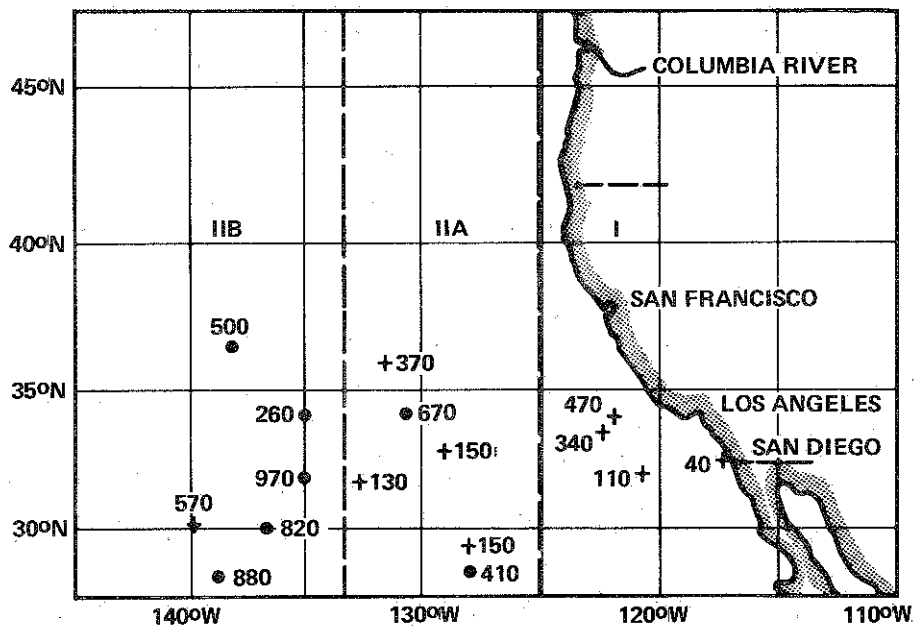 45°N
COLUMBIA RIVER
40°N
IIB
IIA
I
SAN FRANCISCO
500
+370
35°N
260
670
470
LOS ANGELES
340
SAN DIEGO
150
40
970
+130
110
570
30°N
820
+150
880
410
140°W
130°W
120°W
110°W